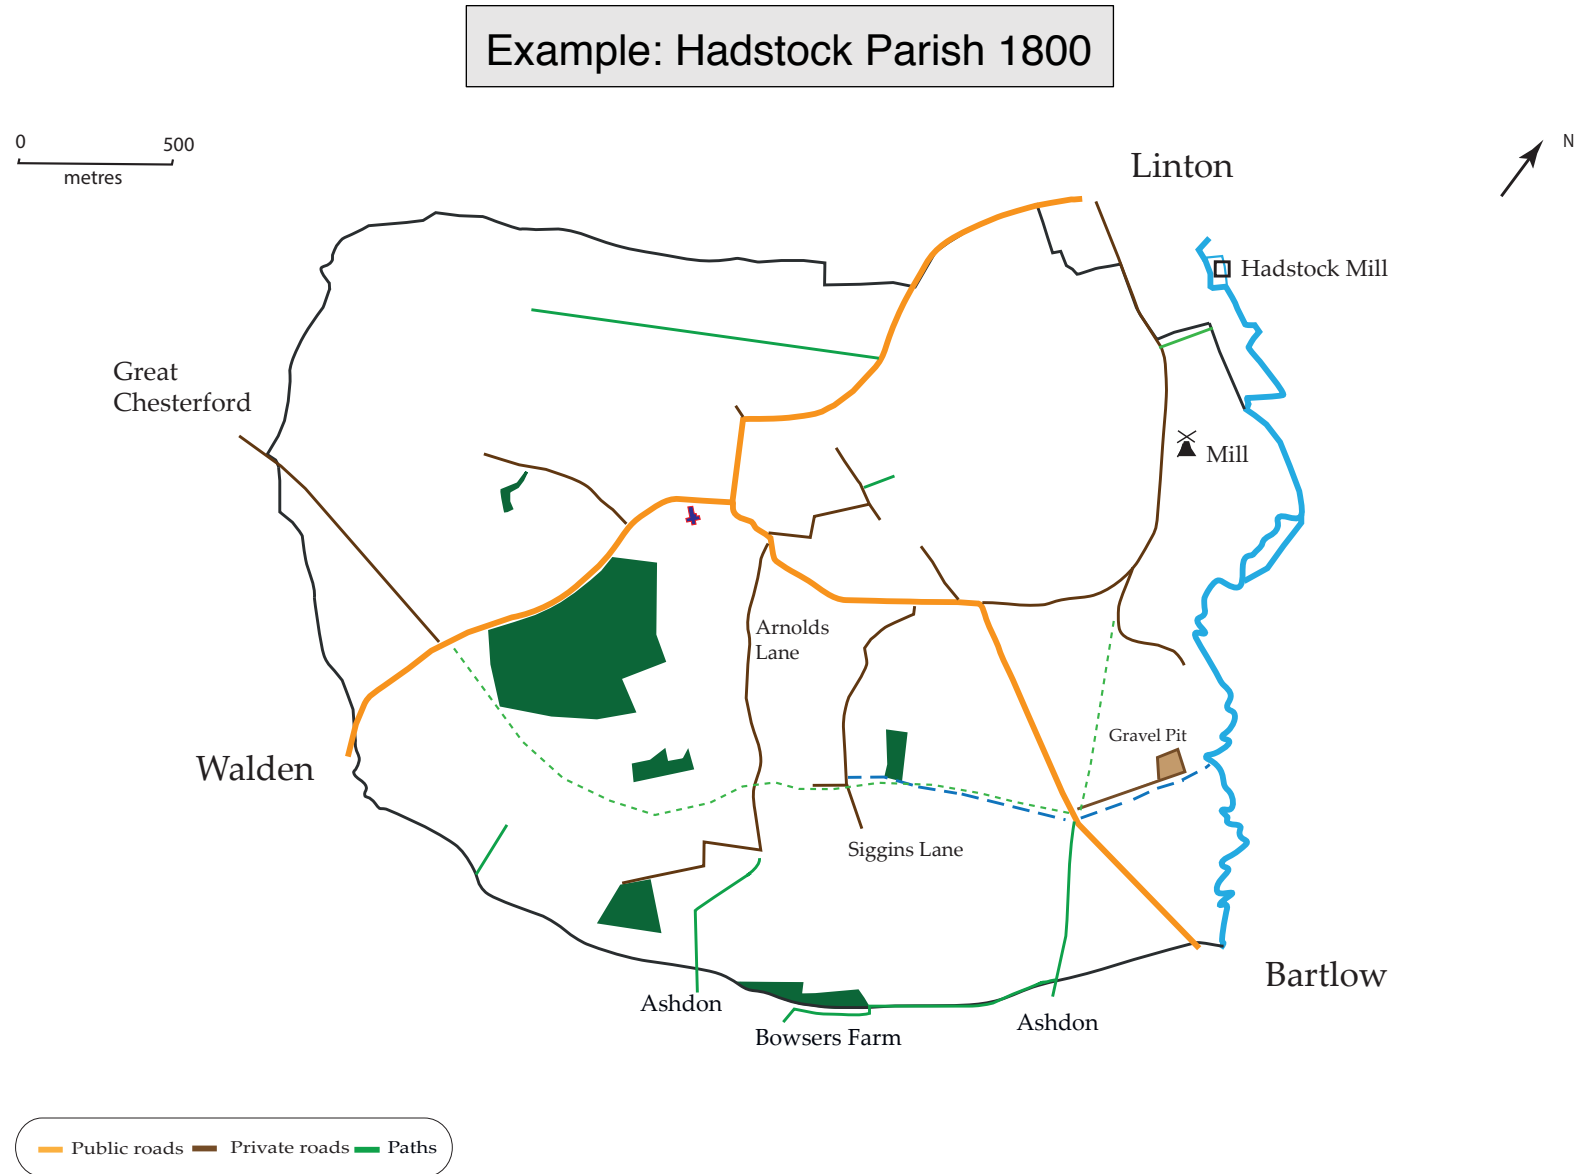 Example: Hadstock Parish 1800
0 500
metres
N
Linton
Hadstock Mill
Great
Chesterford
Mill
Arnolds
Lane
Gravel Pit
Walden
Siggins Lane
Bartlow
Ashdon
Ashdon
Bowsers Farm
Public roads Private roads Paths